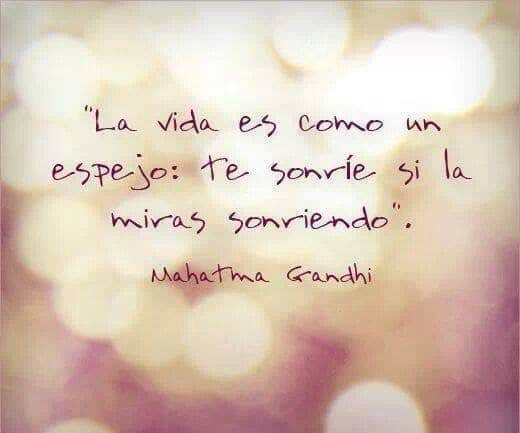 "La vida es como un
espejo: te sonríe si la
miras sonriendo".
Mahatma Gandhi